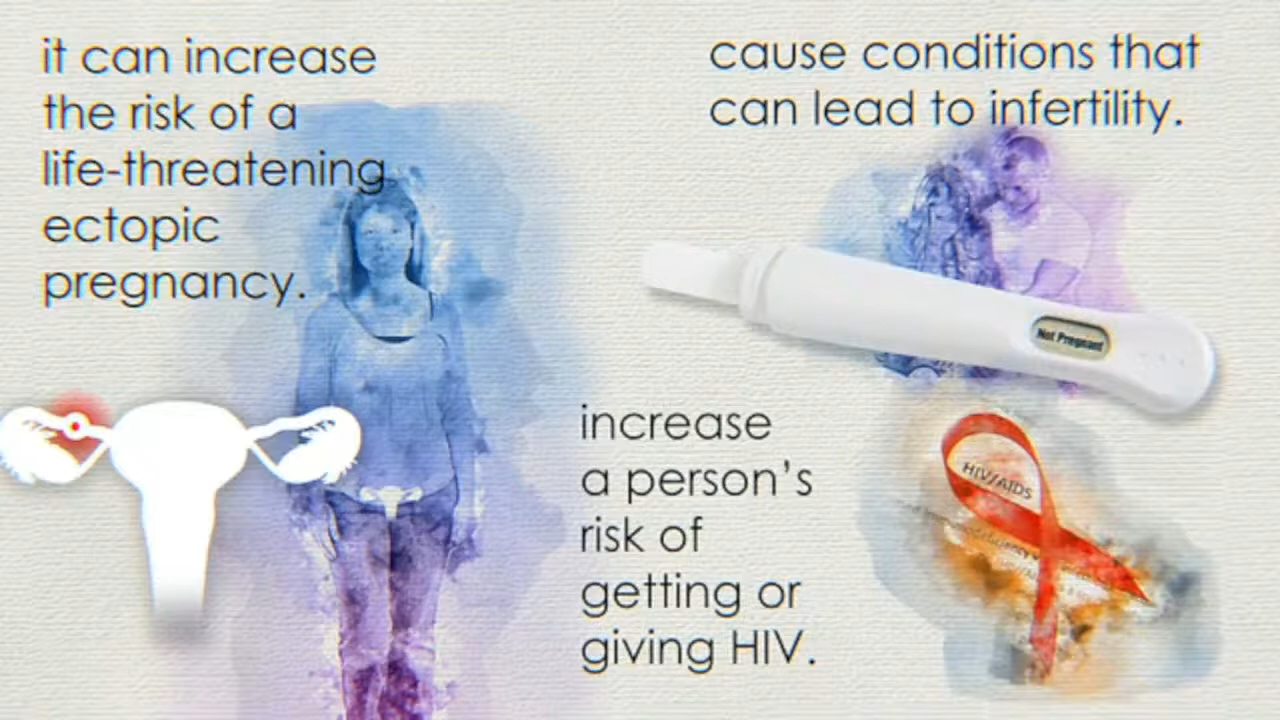 it can increase
the risk of a
life-threatening
ectopic
pregnancy.
cause conditions that
can lead to infertility.
Not Pregnant
increase
a person's
risk of
getting or
giving HIV.
HIV/AIDS